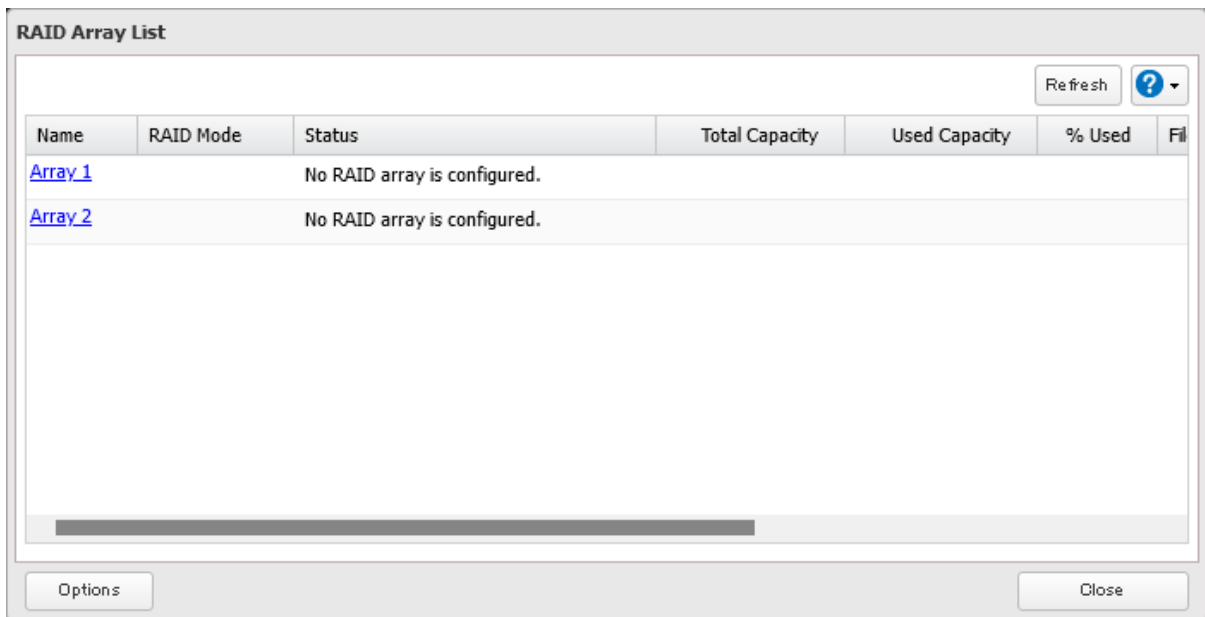 RAID Array List
Refresh ?
Name RAID Mode Status Total Capacity Used Capacity % Used Fil
Array 1 No RAID array is configured.
Array 2 No RAID array is configured.
Options Close